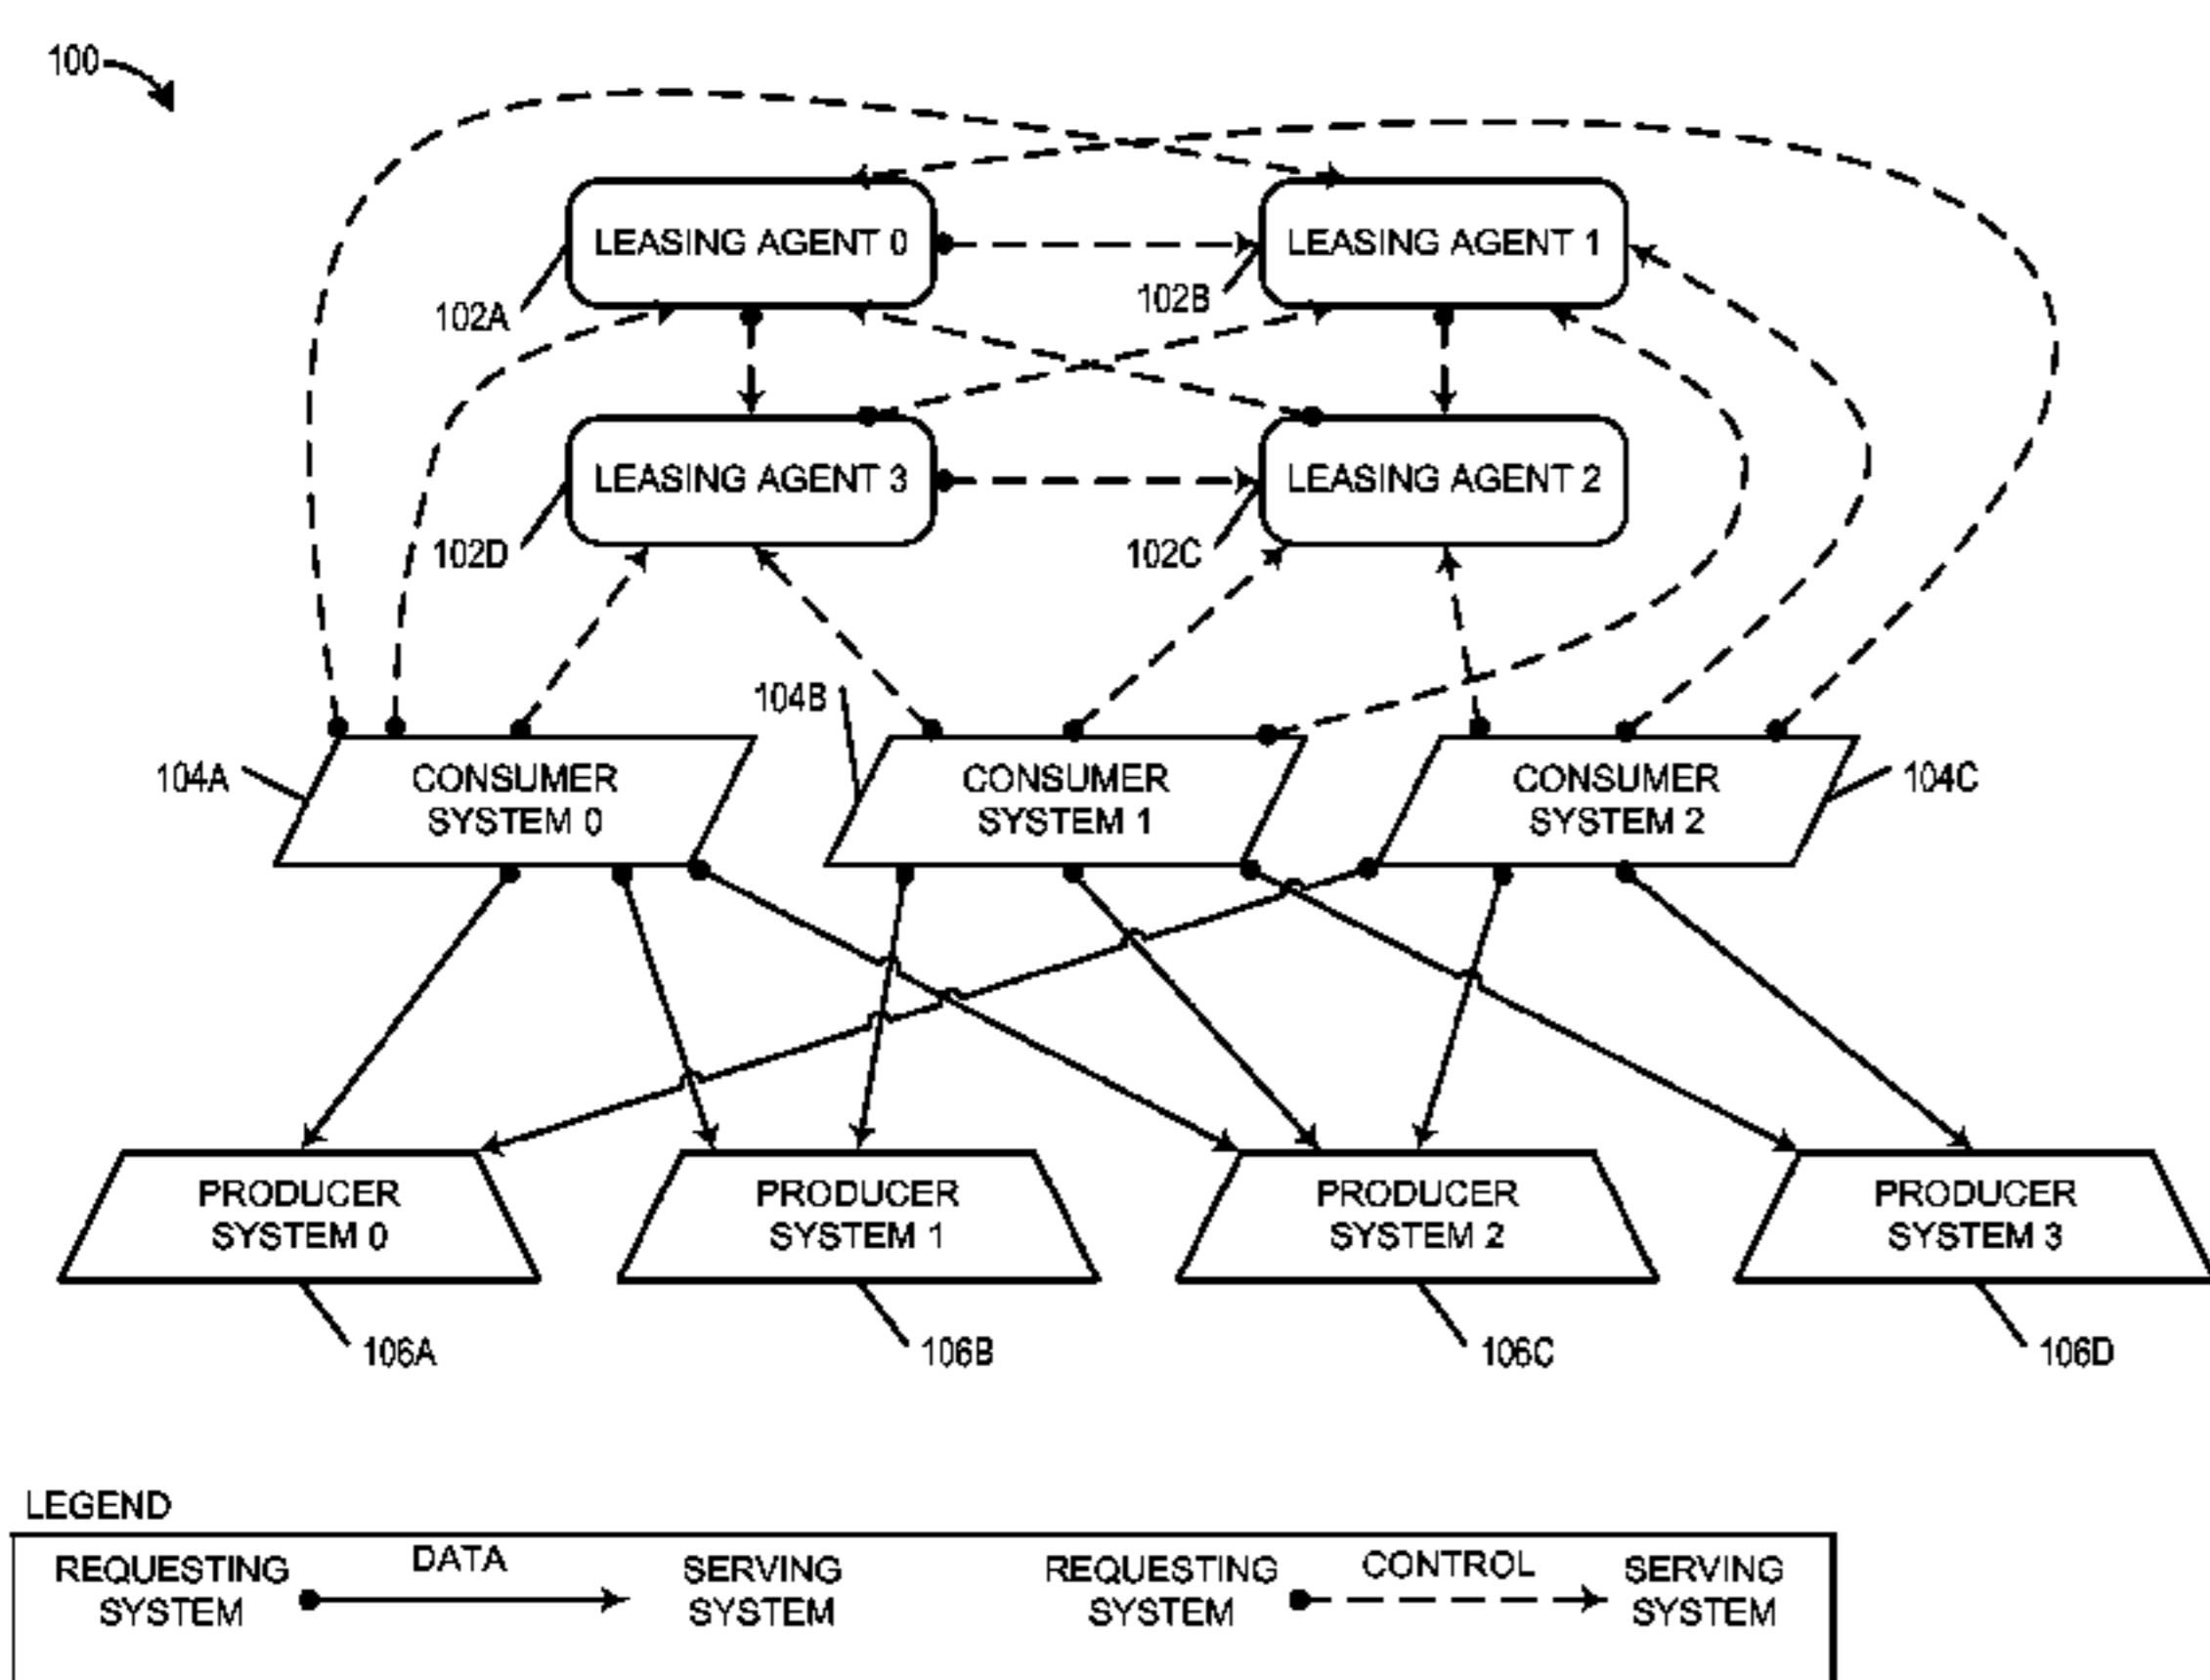 100
LEASING AGENT 0
LEASING AGENT 1
102A
102B
LEASING AGENT 3
LEASING AGENT 2
102D
102C
104B
104A
CONSUMER
SYSTEM 0
CONSUMER
SYSTEM 1
CONSUMER
SYSTEM 2
104C
PRODUCER
SYSTEM 0
PRODUCER
SYSTEM 1
PRODUCER
SYSTEM 2
PRODUCER
SYSTEM 3
106A
106B
106C
106D
LEGEND
REQUESTING
SYSTEM
DATA
SERVING
SYSTEM
REQUESTING
SYSTEM
CONTROL
SERVING
SYSTEM